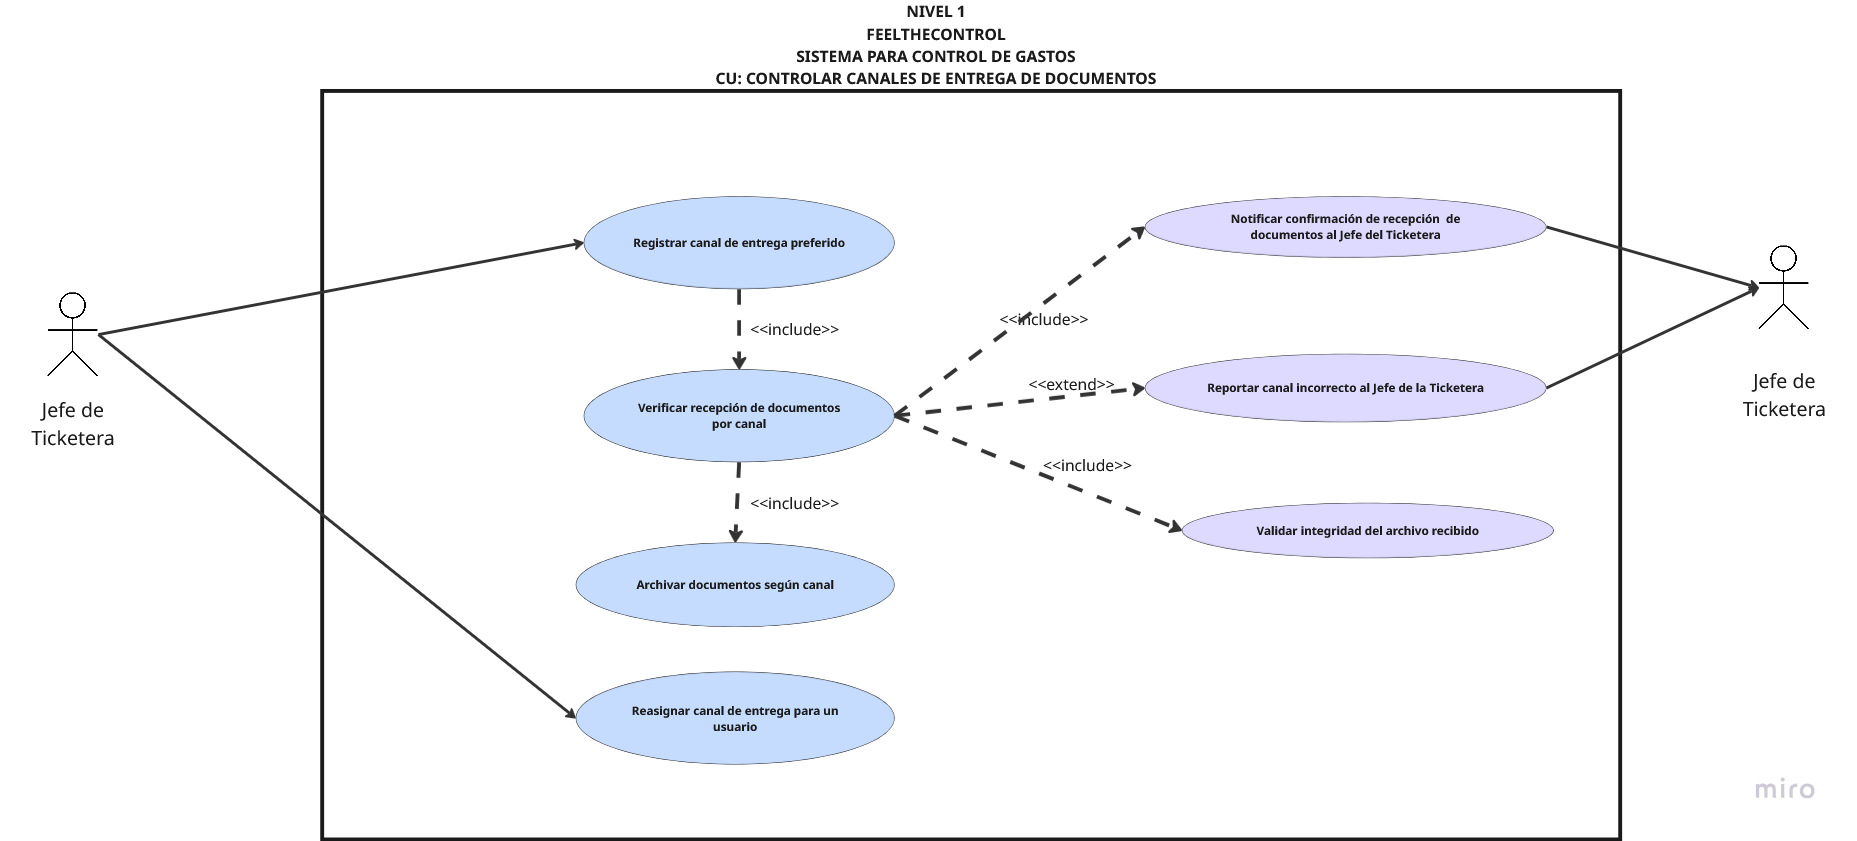 NIVEL 1
FEELTHECONTROL
SISTEMA PARA CONTROL DE GASTOS
CU: CONTROLAR CANALES DE ENTREGA DE DOCUMENTOS
Jefe de
Ticketera
Registrar canal de entrega preferido
<<include>>
Verificar recepción de documentos
por canal
<<include>>
Archivar documentos según canal
Reasignar canal de entrega para un
usuario
<<include>>
<<extend>>
<<include>>
Notificar confirmación de recepción  de
documentos al Jefe del Ticketera
Reportar canal incorrecto al Jefe de la Ticketera
Validar integridad del archivo recibido
Jefe de
Ticketera
miro